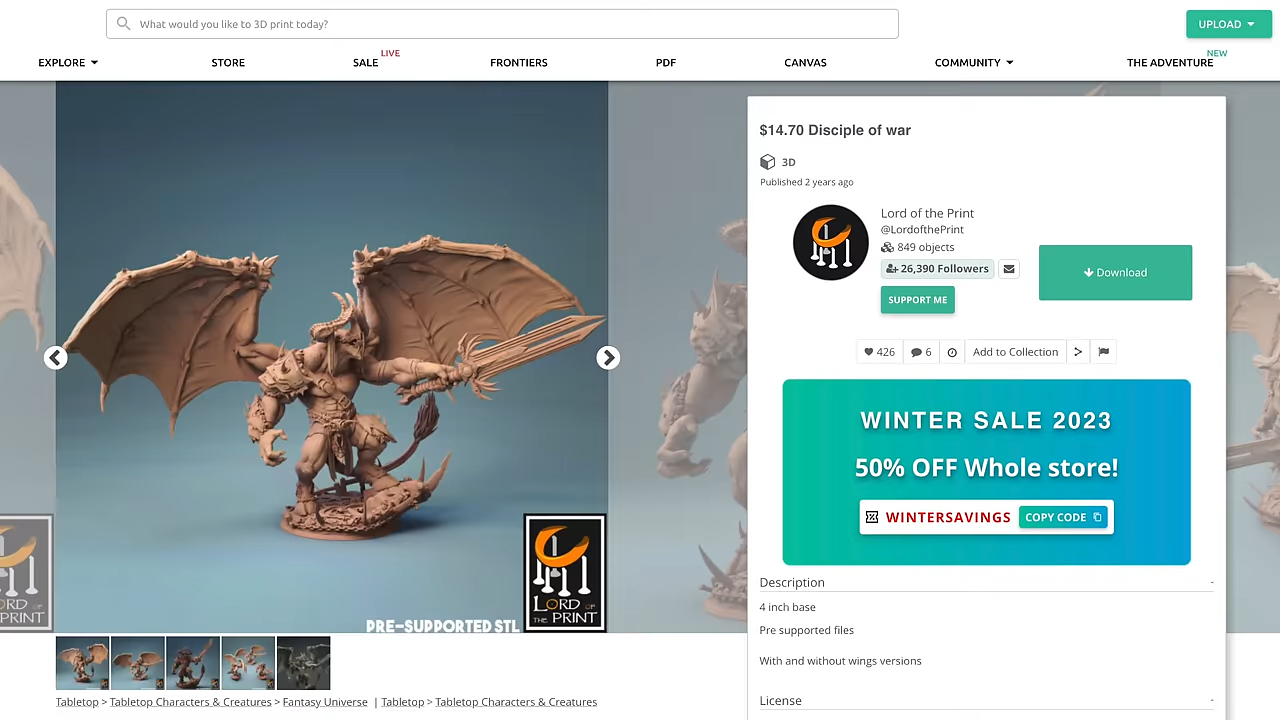 What would you like to 3D print today?
UPLOAD
EXPLORE
STORE
SALE
LIVE
FRONTIERS
PDF
CANVAS
COMMUNITY
THE ADVENTURE
NEW
$14.70 Disciple of war
3D
Published 2 years ago
Lord of the Print
@LordofthePrint
849 objects
26,390 Followers
SUPPORT ME
Download
426
6
Add to Collection
WINTER SALE 2023
50% OFF Whole store!
WINTERSAVINGS
COPY CODE
Description
-
4 inch base
Pre supported files
With and without wings versions
License
-
LORD OF
THE PRINT
PRE-SUPPORTED STL
ORD OF
THE PRINT
Tabletop > Tabletop Characters & Creatures > Fantasy Universe | Tabletop > Tabletop Characters & Creatures